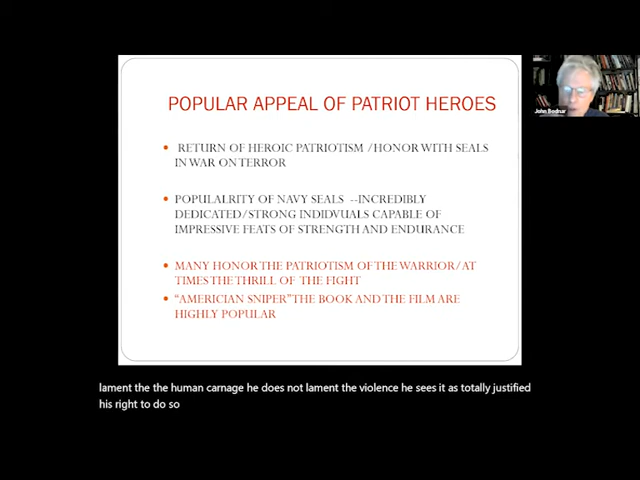 POPULAR APPEAL OF PATRIOT HEROES
John Bodnar
• RETURN OF HEROIC PATRIOTISM /HONOR WITH SEALS
IN WAR ON TERROR
• POPULALRITY OF NAVY SEALS --INCREDIBLY
DEDICATED/STRONG INDIDVUALS CAPABLE OF
IMPRESSIVE FEATS OF STRENGTH AND ENDURANCE
• MANY HONOR THE PATRIOTISM OF THE WARRIOR/AT
TIMES THE THRILL OF THE FIGHT
• “AMERICIAN SNIPER” THE BOOK AND THE FILM ARE
HIGHLY POPULAR
lament the the human carnage he does not lament the violence he sees it as totally justified
his right to do so